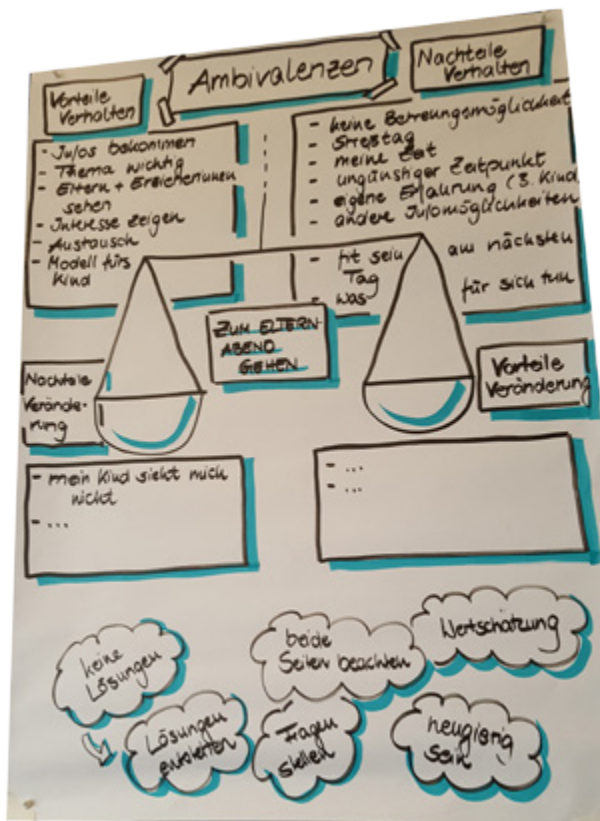 Ambivalenzen
Vorteile
Verhalten
- Infos bekommen
- Thema wichtig
- Eltern + Erzieherinnen
sehen
- Interesse zeigen
- Austausch
- Modell fürs
Kind
Nachteile
Verhalten
- keine Betreuungsmöglichkeit
- Streßtag
- meine Zeit
- ungünstiger Zeitpunkt
- eigene Erfahrung (3. Kind
- andere Infomöglichkeiten
- fit sein am nächsten
Tag
- was für sich tun
ZUM ELTERN-
ABEND
GEHEN
Nachteile
Verände-
rung
- mein Kind sieht mich
nicht
- ...
Vorteile
Veränderung
- ...
- ...
keine
Lösungen
Lösungen
entwerten
beide
Seiten beachten
Fragen
stellen
Wertschätzung
neugierig
sein